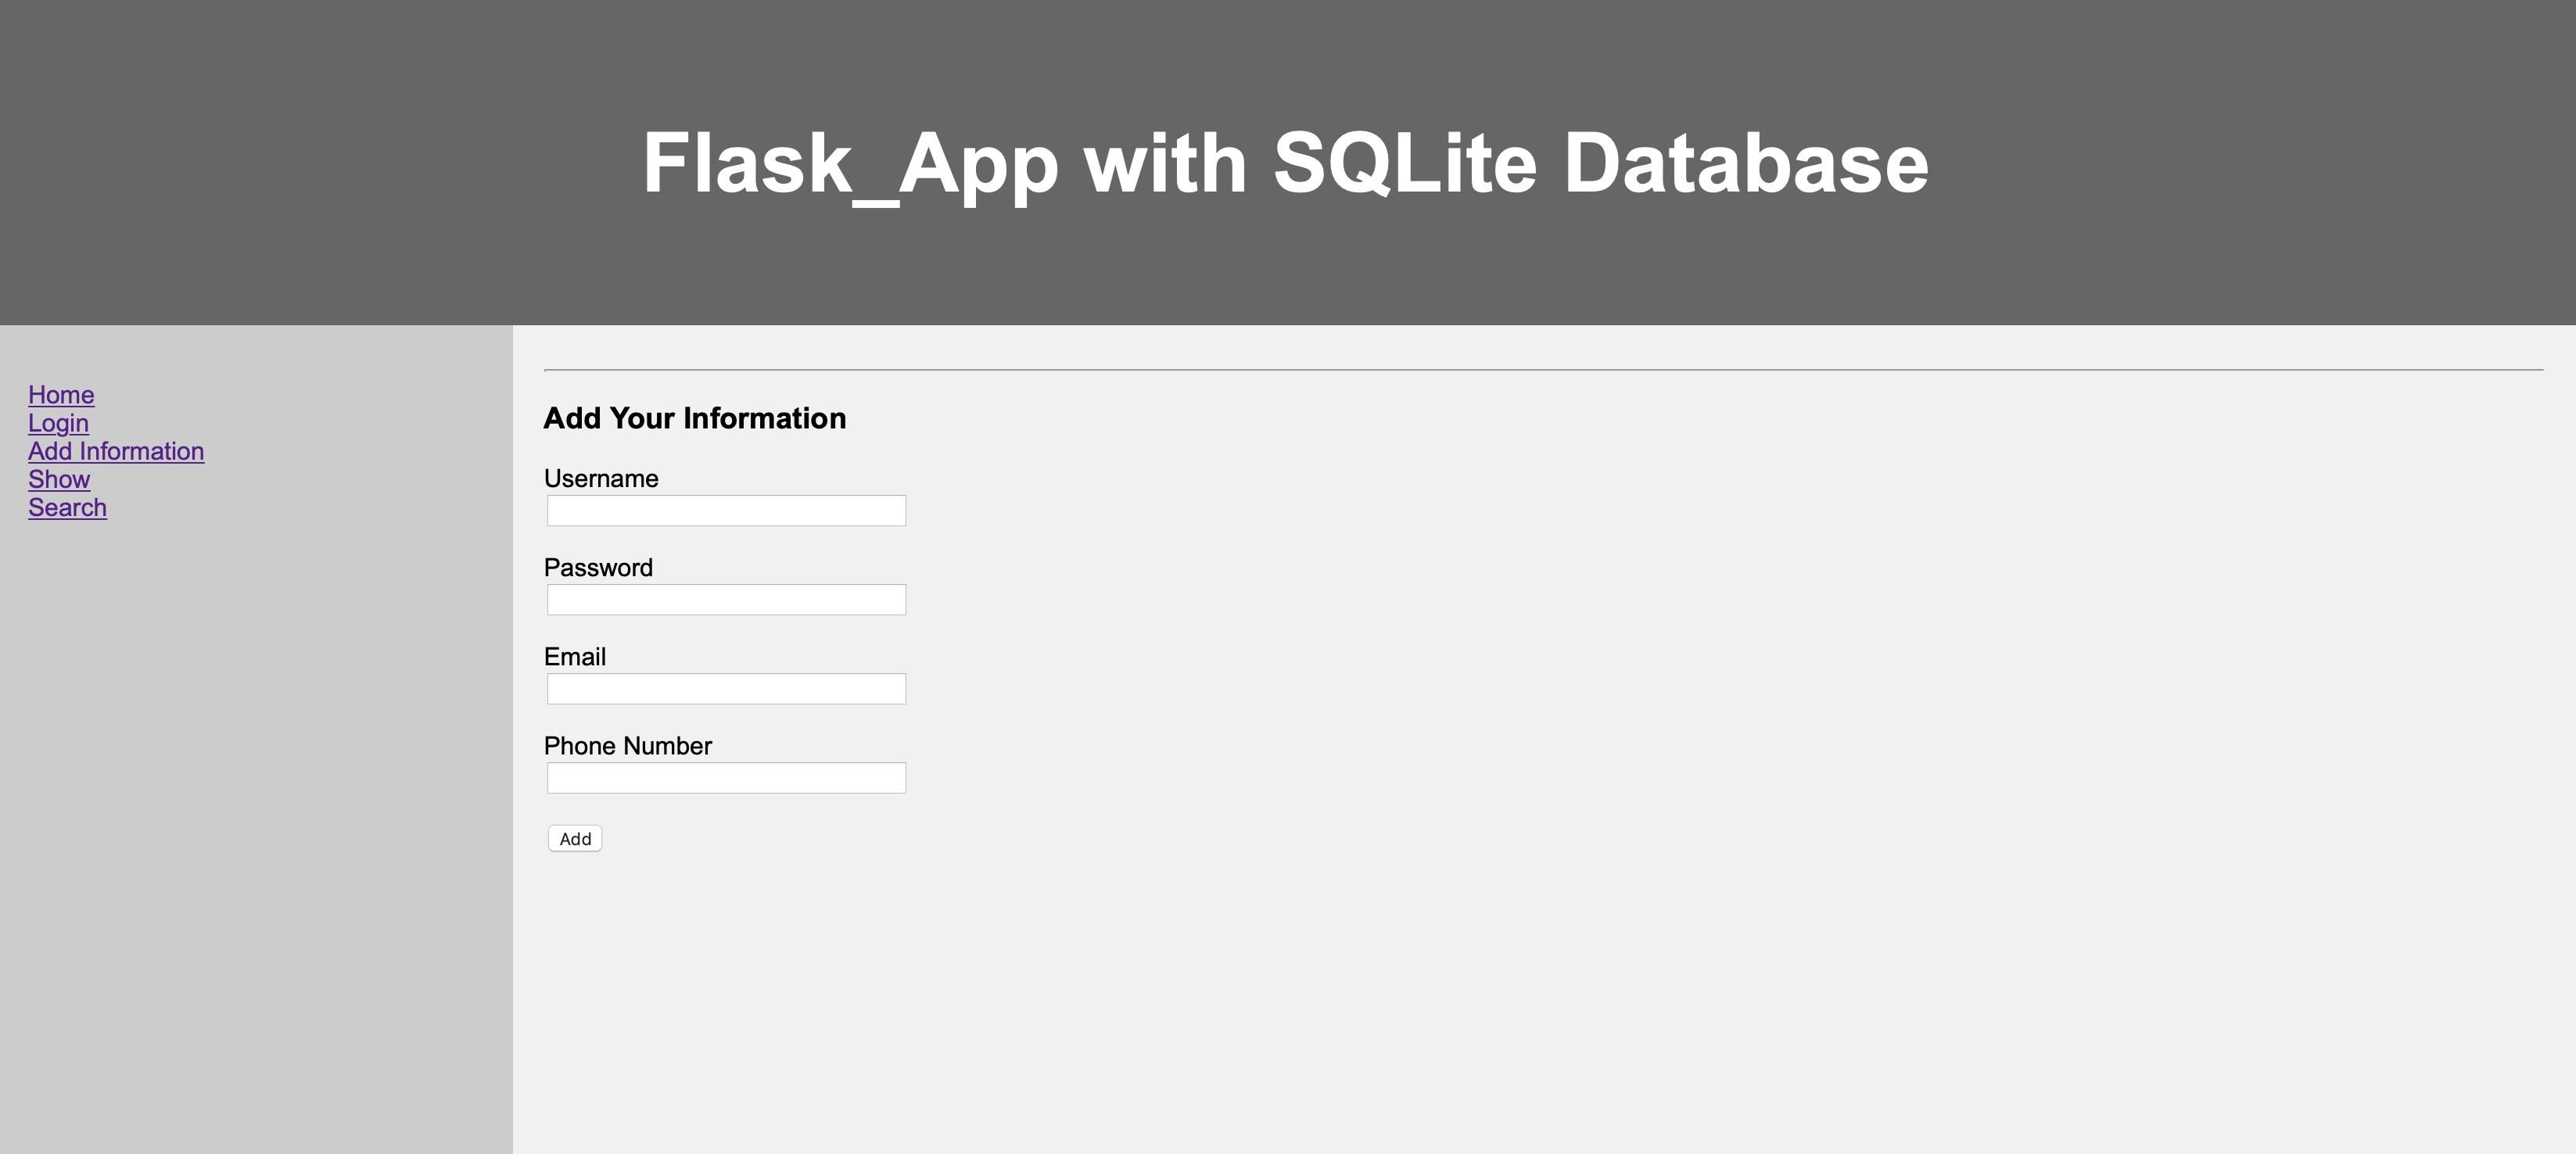 Flask_App with SQLite Database
Home
Login
Add Information
Show
Search
Add Your Information
Username
Password
Email
Phone Number
Add